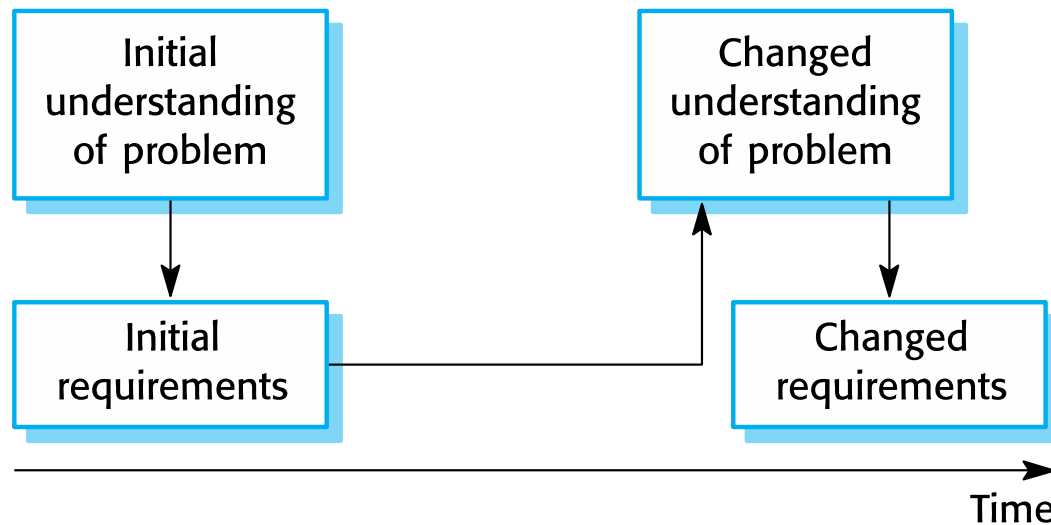 Initial
understanding
of problem
Changed
understanding
of problem
Initial
requirements
Changed
requirements
Time